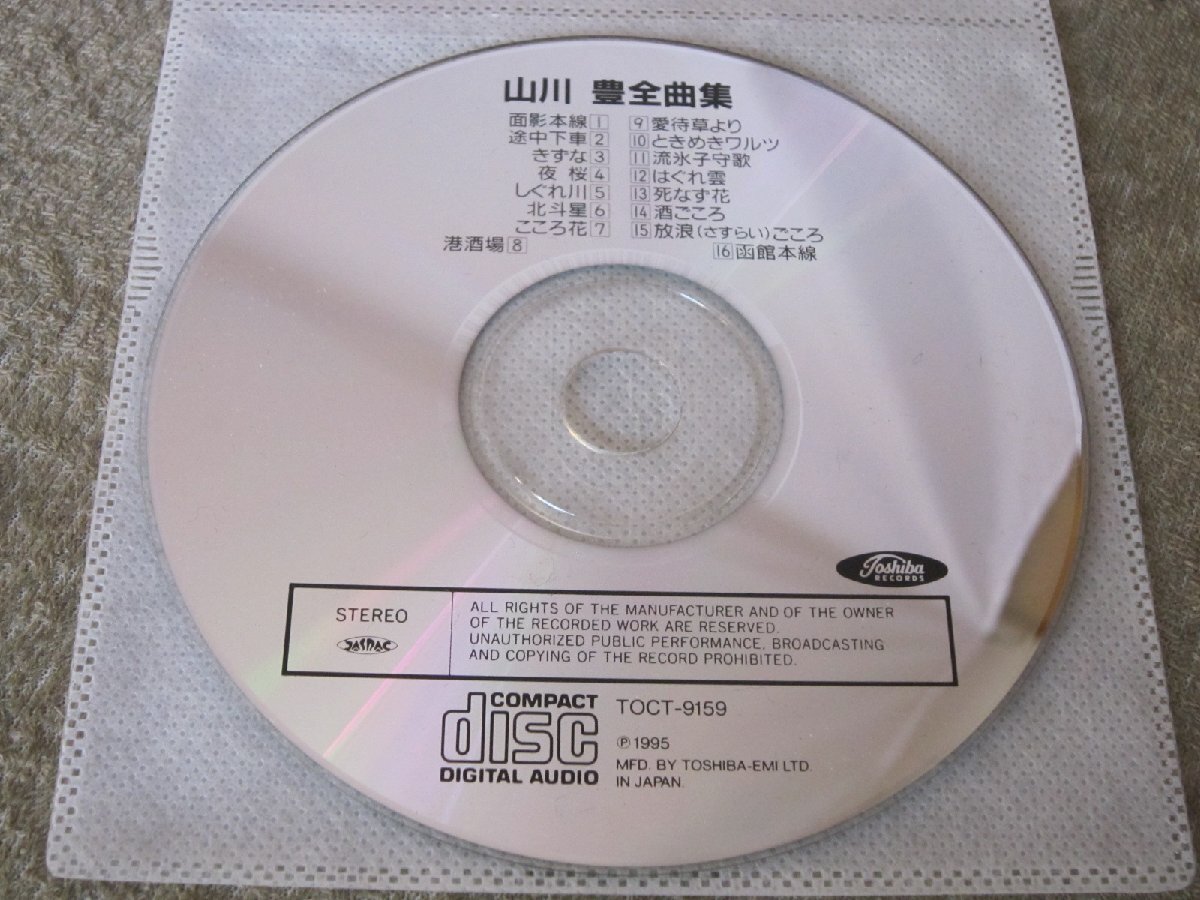 山川 豊全曲集
面影本線 1
途中下車 2
きずな 3
夜 桜 4
しぐれ川 5
北斗星 6
こころ花 7
港酒場 8
9 愛待草より
10 ときめきワルツ
11 流氷子守歌
12 はぐれ雲
13 死なず花
14 酒ごころ
15 放浪(さすらい)ごころ
16 函館本線
Toshiba
RECORDS
STEREO
JASRAC
ALL RIGHTS OF THE MANUFACTURER AND OF THE OWNER
OF THE RECORDED WORK ARE RESERVED.
UNAUTHORIZED PUBLIC PERFORMANCE, BROADCASTING
AND COPYING OF THE RECORD PROHIBITED.
COMPACT
disc
DIGITAL AUDIO
TOCT-9159
℗ 1995
MFD. BY TOSHIBA-EMI LTD.
IN JAPAN.